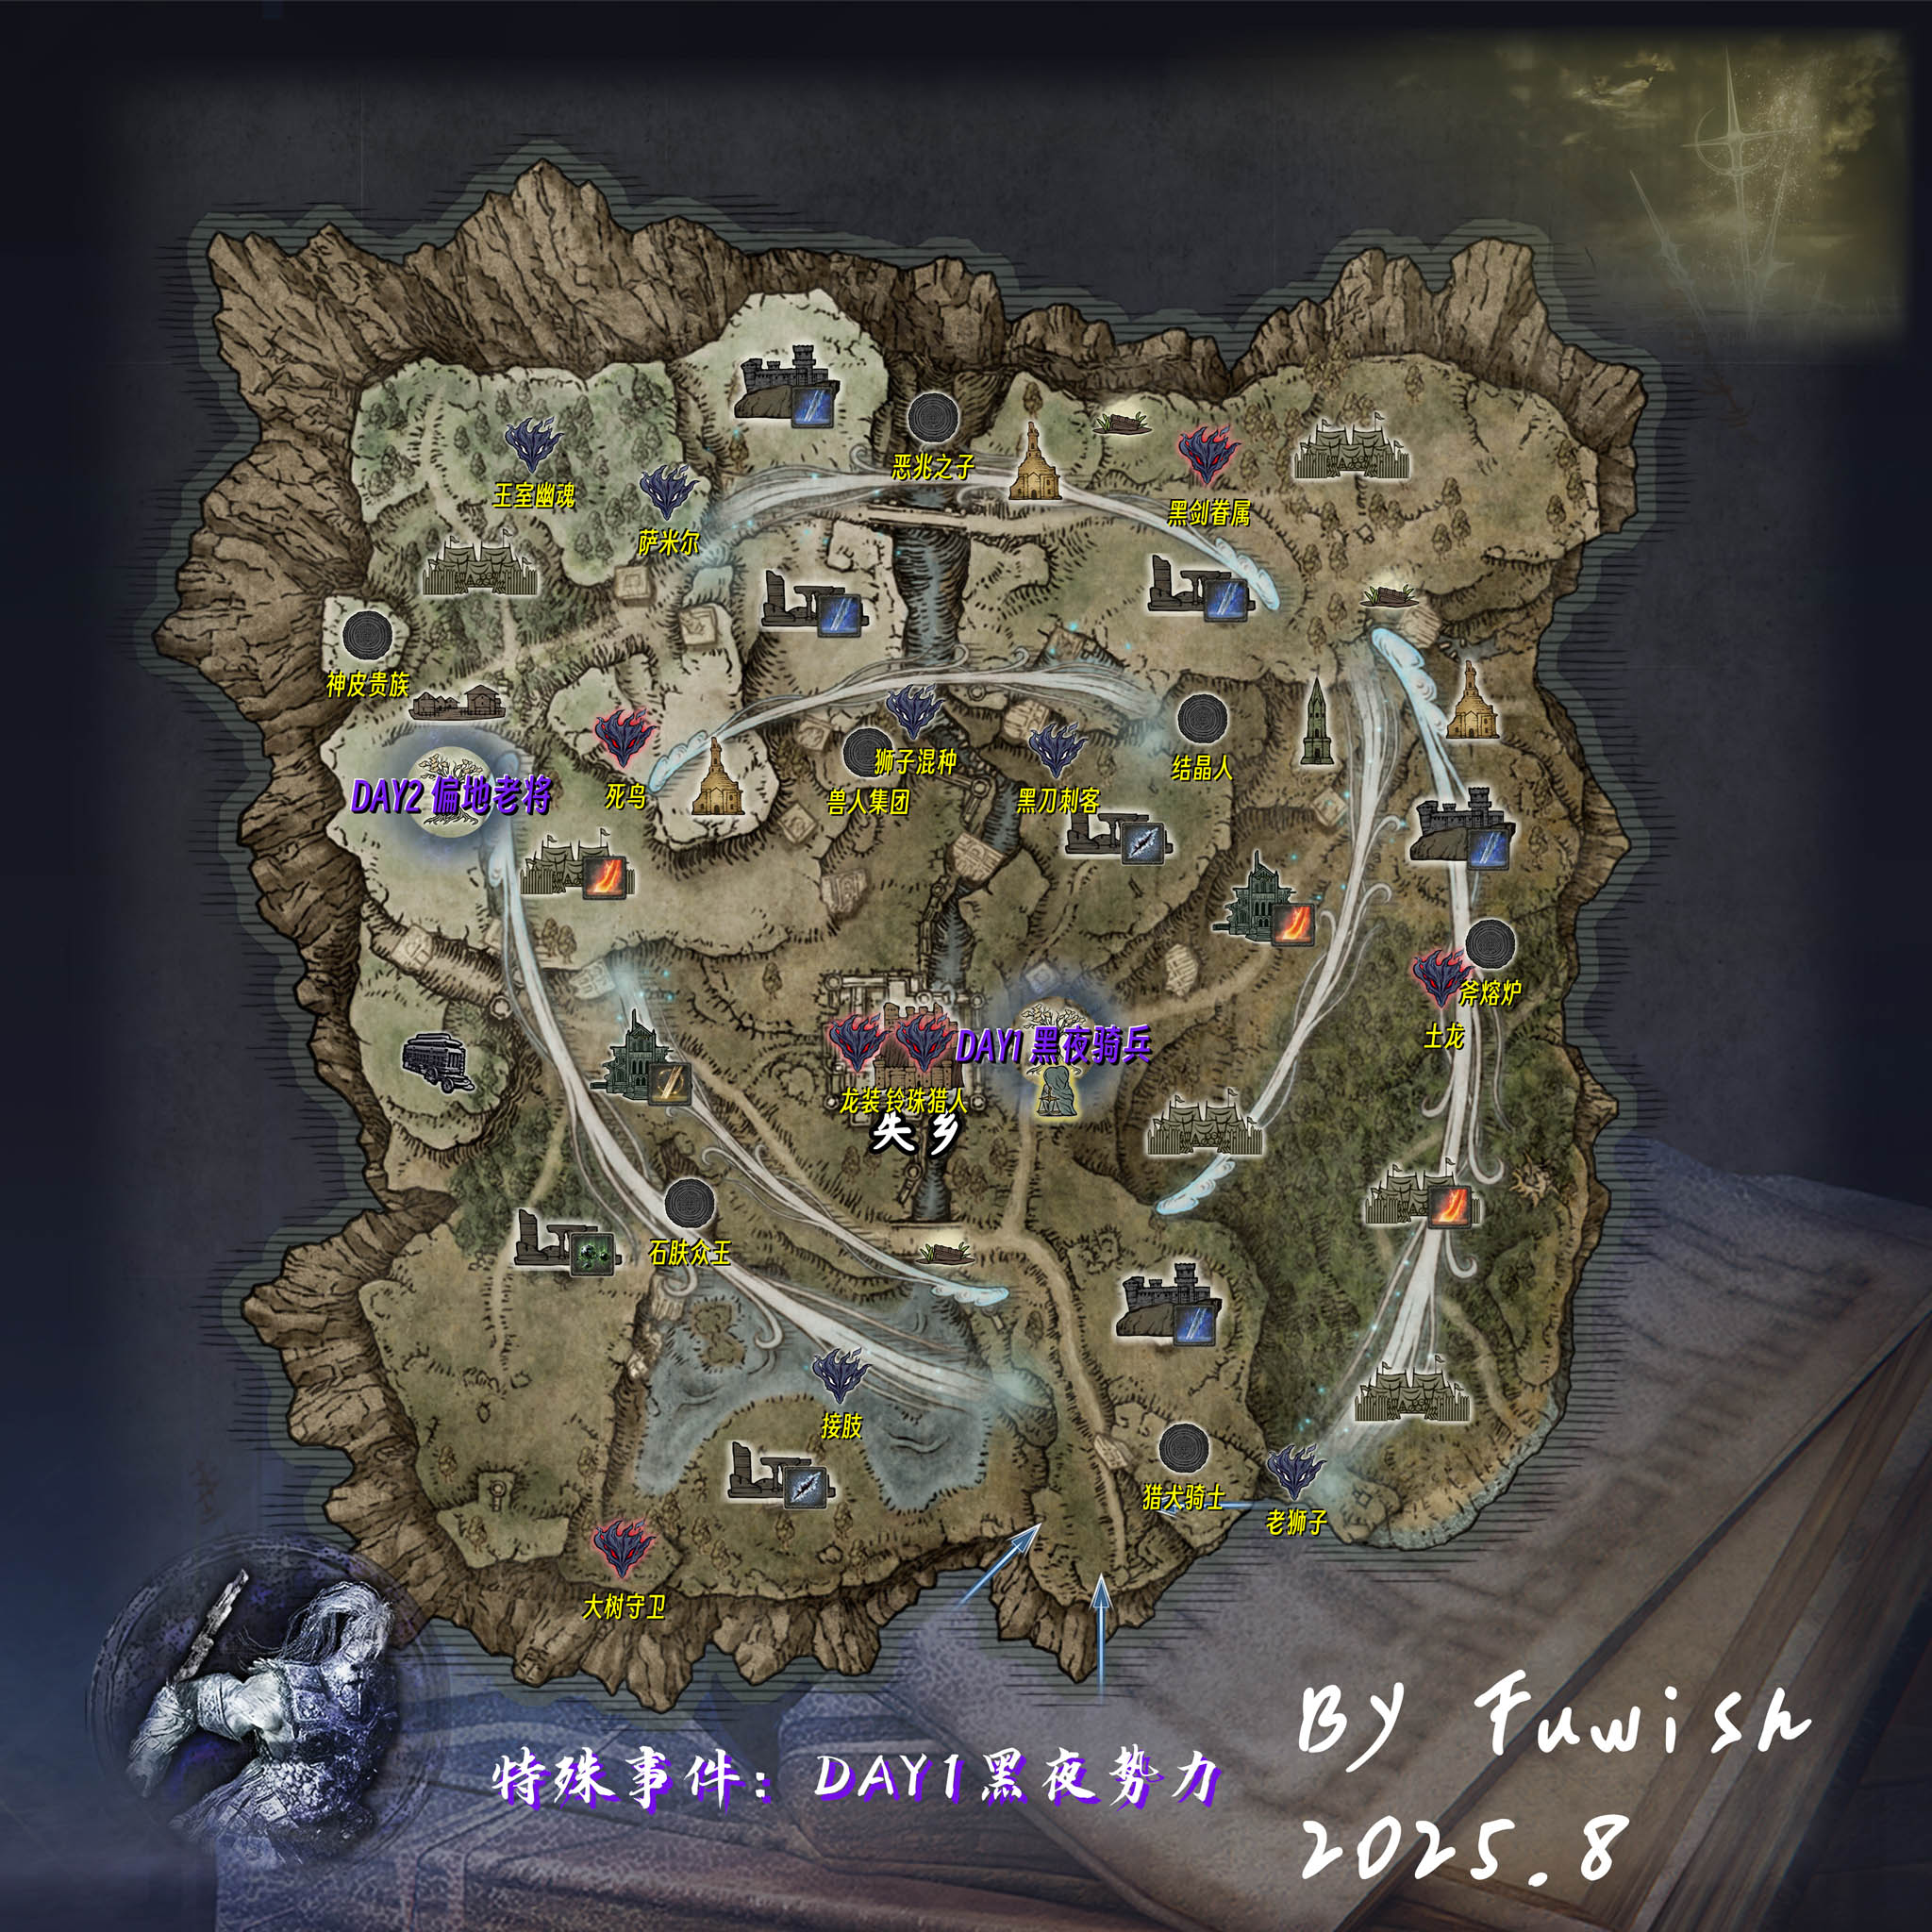 恶兆之子
王室幽魂
黑剑眷属
萨米尔
神皮贵族
狮子混种
结晶人
DAY2 偏地老将
死鸟
兽人集团
黑刀刺客
斧熔炉
土龙
DAY1 黑夜骑兵
龙装铃珠猎人
失乡
石肤众王
接肢
猎犬骑士
老狮子
大树守卫
特殊事件：DAY1黑夜势力
BY Fuwish
2025.8